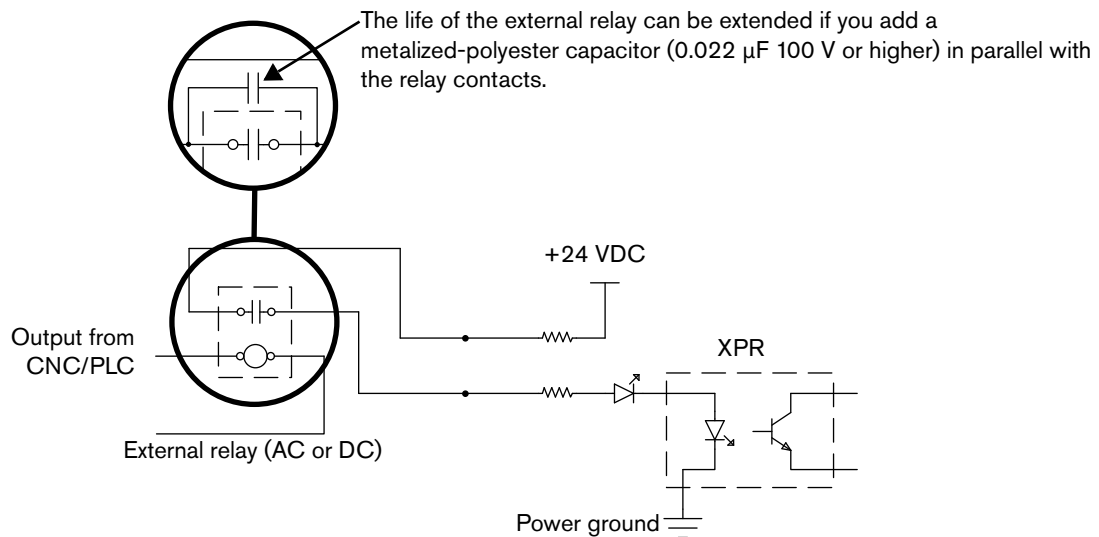 The life of the external relay can be extended if you add a
metalized-polyester capacitor (0.022 µF 100 V or higher) in parallel with
the relay contacts.
+24 VDC
Output from
CNC/PLC
XPR
External relay (AC or DC)
Power ground